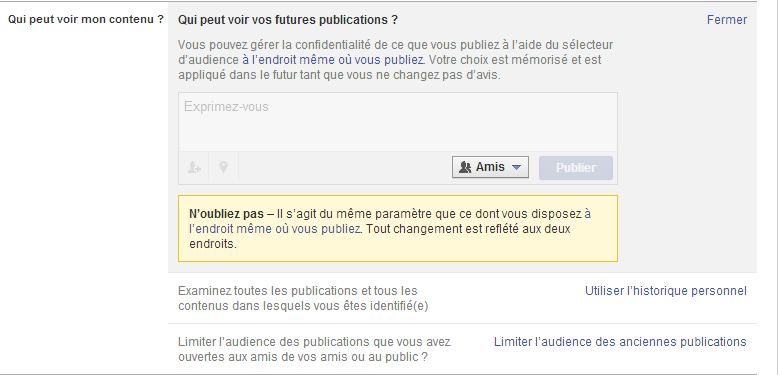 Qui peut voir mon contenu ?
Qui peut voir vos futures publications ?
Fermer
Vous pouvez gérer la confidentialité de ce que vous publiez à l'aide du sélecteur
d'audience à l'endroit même où vous publiez. Votre choix est mémorisé et est
appliqué dans le futur tant que vous ne changez pas d'avis.
Exprimez-vous
Amis
Publier
N'oubliez pas – Il s'agit du même paramètre que ce dont vous disposez à
l'endroit même où vous publiez. Tout changement est reflété aux deux
endroits.
Examinez toutes les publications et tous les
contenus dans lesquels vous êtes identifié(e)
Utiliser l'historique personnel
Limiter l'audience des publications que vous avez
ouvertes aux amis de vos amis ou au public ?
Limiter l'audience des anciennes publications